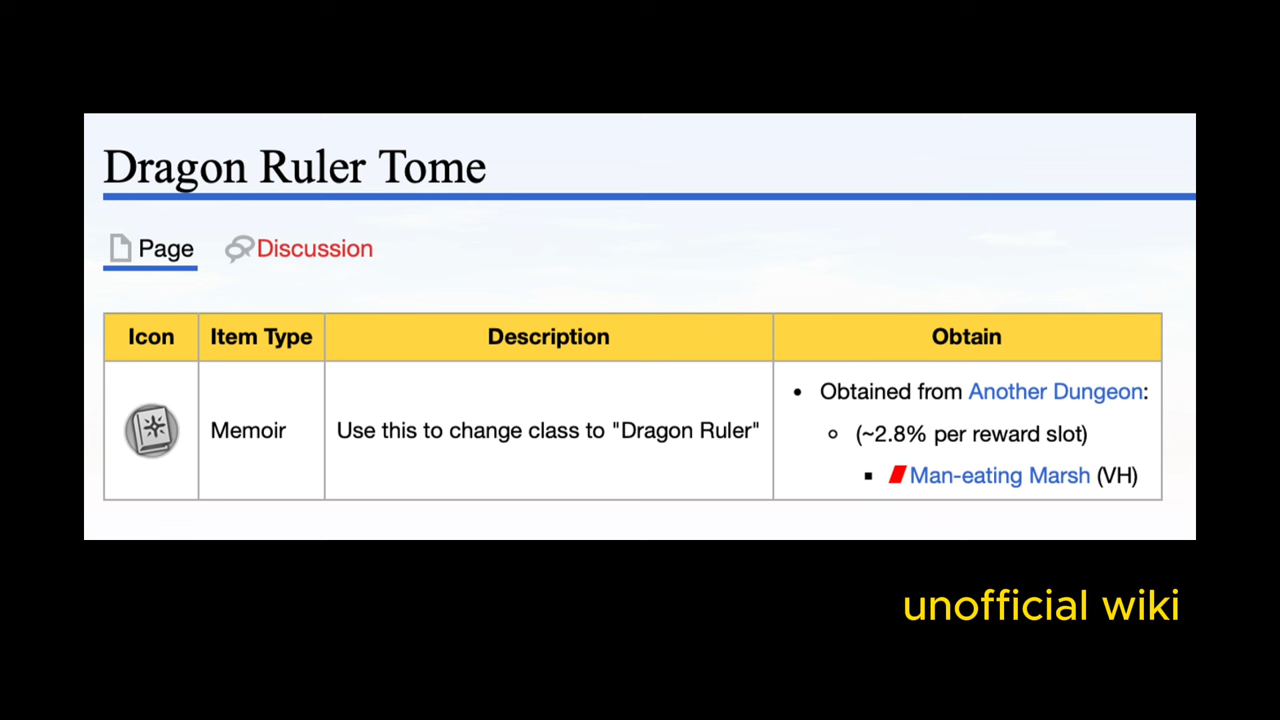 Dragon Ruler Tome
Page Discussion
Icon Item Type Description Obtain
Memoir
Use this to change class to "Dragon Ruler"
• Obtained from Another Dungeon:
(~2.8% per reward slot)
Man-eating Marsh (VH)
unofficial wiki